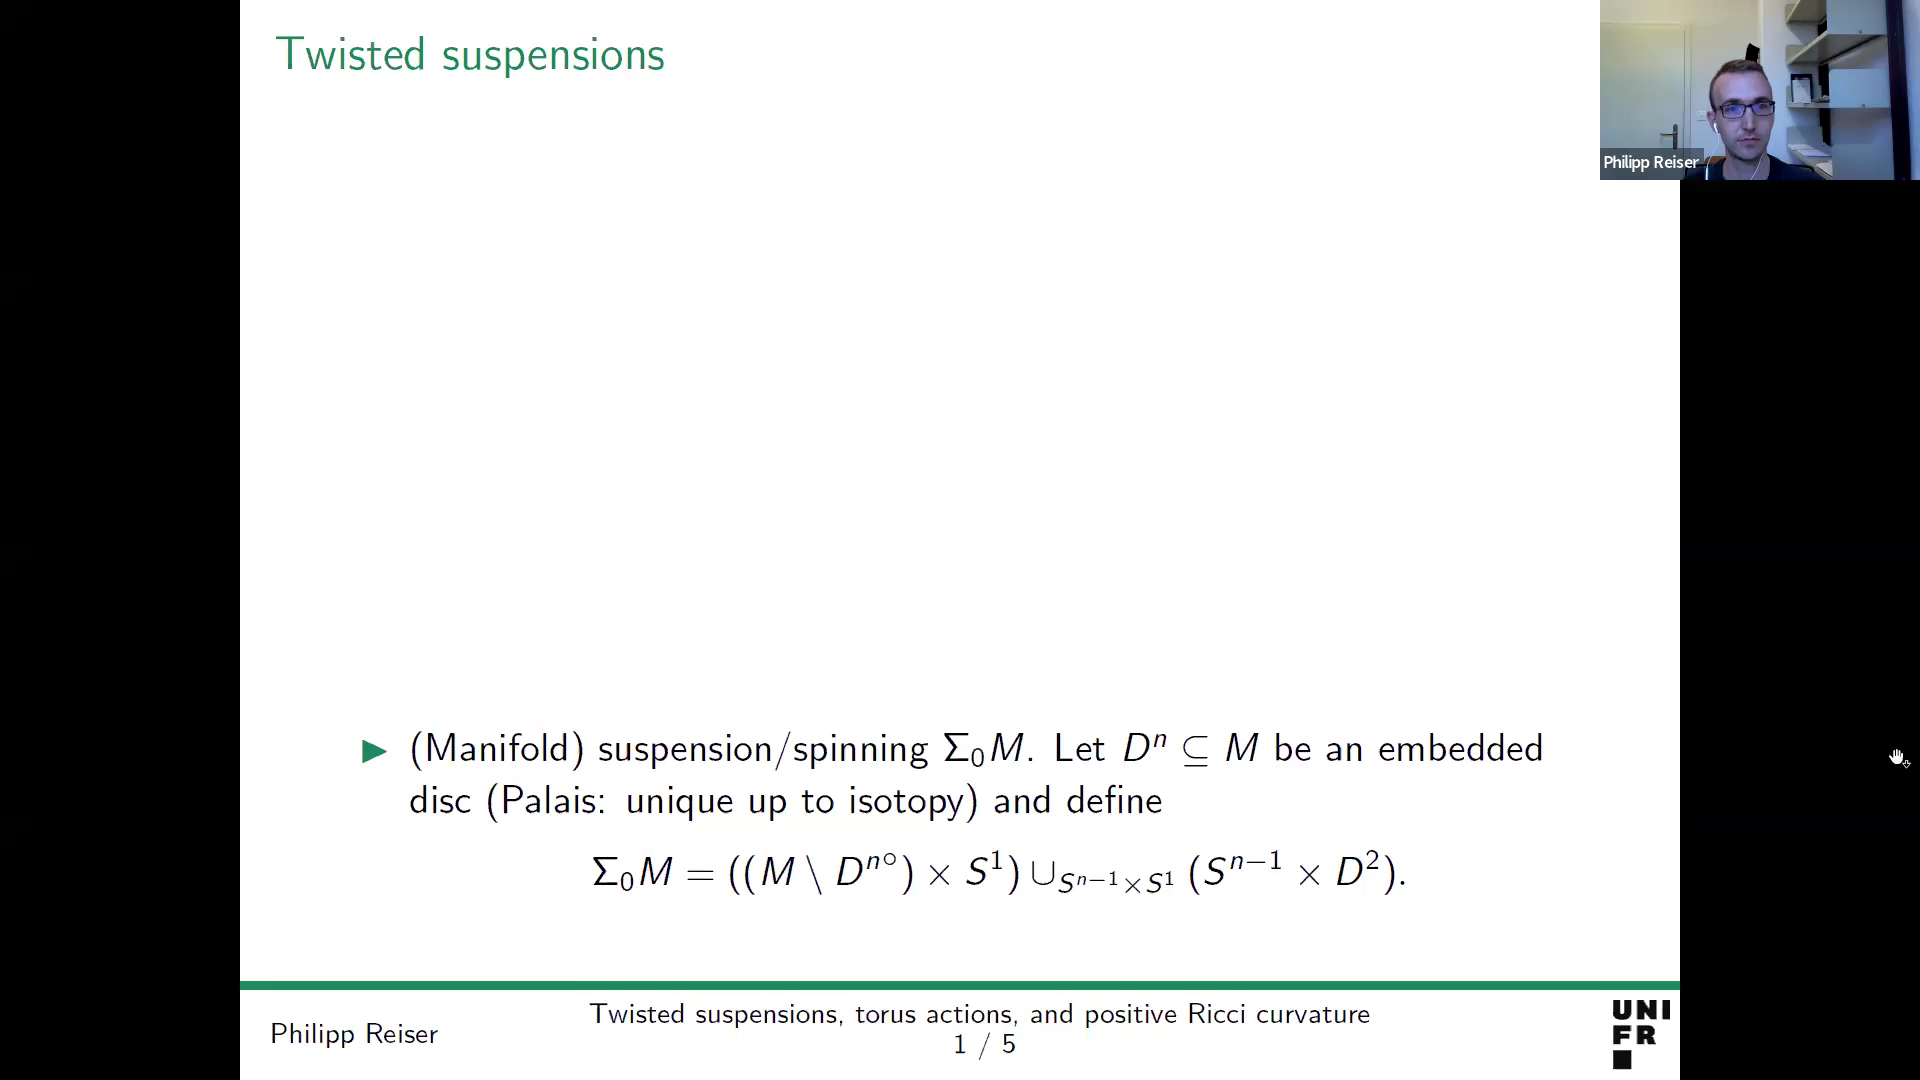 Twisted suspensions
Philipp Reiser
▶ (Manifold) suspension/spinning Σ₀M. Let Dⁿ ⊆ M be an embedded
disc (Palais: unique up to isotopy) and define
Σ₀M = ((M \ Dⁿ°) × S¹) ∪_{Sⁿ⁻¹×S¹} (Sⁿ⁻¹ × D²).
Philipp Reiser
Twisted suspensions, torus actions, and positive Ricci curvature
1 / 5
UNI
FR